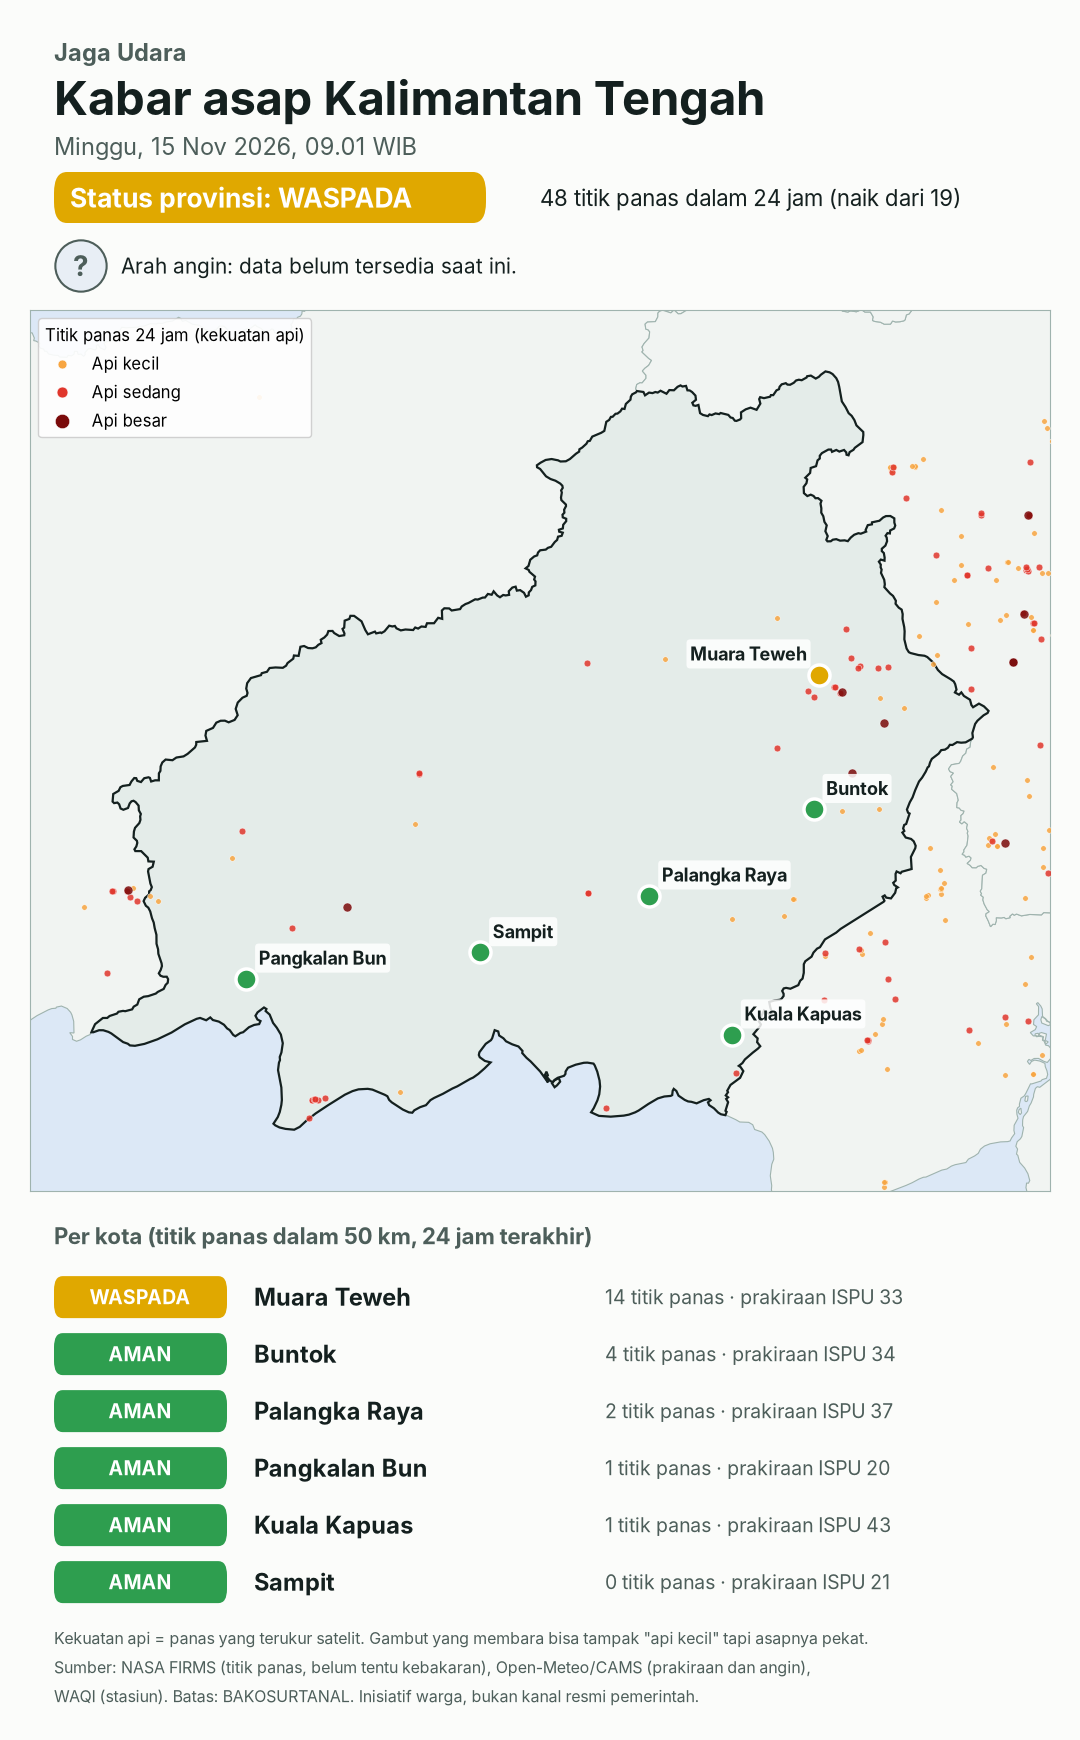 Jaga Udara
Kabar asap Kalimantan Tengah
Minggu, 15 Nov 2026, 09.01 WIB
Status provinsi: WASPADA
48 titik panas dalam 24 jam (naik dari 19)
?
Arah angin: data belum tersedia saat ini.
Titik panas 24 jam (kekuatan api)
Api kecil
Api sedang
Api besar
Muara Teweh
Buntok
Palangka Raya
Sampit
Pangkalan Bun
Kuala Kapuas
Per kota (titik panas dalam 50 km, 24 jam terakhir)
WASPADA Muara Teweh 14 titik panas · prakiraan ISPU 33
AMAN Buntok 4 titik panas · prakiraan ISPU 34
AMAN Palangka Raya 2 titik panas · prakiraan ISPU 37
AMAN Pangkalan Bun 1 titik panas · prakiraan ISPU 20
AMAN Kuala Kapuas 1 titik panas · prakiraan ISPU 43
AMAN Sampit 0 titik panas · prakiraan ISPU 21
Kekuatan api = panas yang terukur satelit. Gambut yang membara bisa tampak "api kecil" tapi asapnya pekat.
Sumber: NASA FIRMS (titik panas, belum tentu kebakaran), Open-Meteo/CAMS (prakiraan dan angin),
WAQI (stasiun). Batas: BAKOSURTANAL. Inisiatif warga, bukan kanal resmi pemerintah.